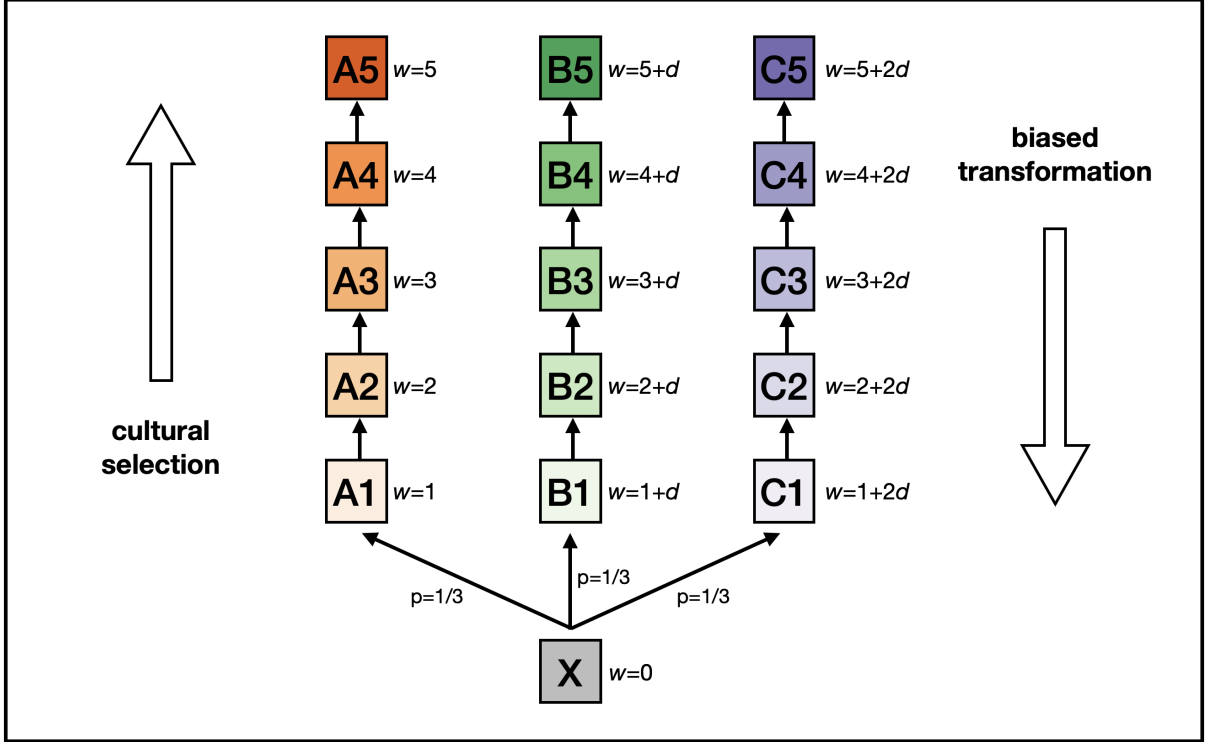 A5 w=5 B5 w=5+d C5 w=5+2d
biased
transformation
A4 w=4 B4 w=4+d C4 w=4+2d
A3 w=3 B3 w=3+d C3 w=3+2d
A2 w=2 B2 w=2+d C2 w=2+2d
cultural
selection
A1 w=1 B1 w=1+d C1 w=1+2d
p=1/3 p=1/3 p=1/3
X w=0